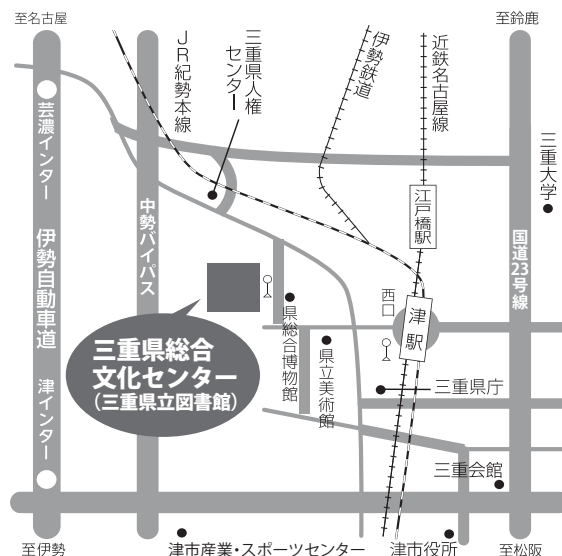 至名古屋
至鈴鹿
芸濃インター
伊勢自動車道
津インター
至伊勢
中勢バイパス
JR紀勢本線
三重県人権
センター
伊勢鉄道
近鉄名古屋線
江戸橋駅
三重大学
国道23号線
西口
津駅
県総合博物館
県立美術館
三重県総合
文化センター
（三重県立図書館）
三重県庁
三重会館
津市産業・スポーツセンター
津市役所
至松阪